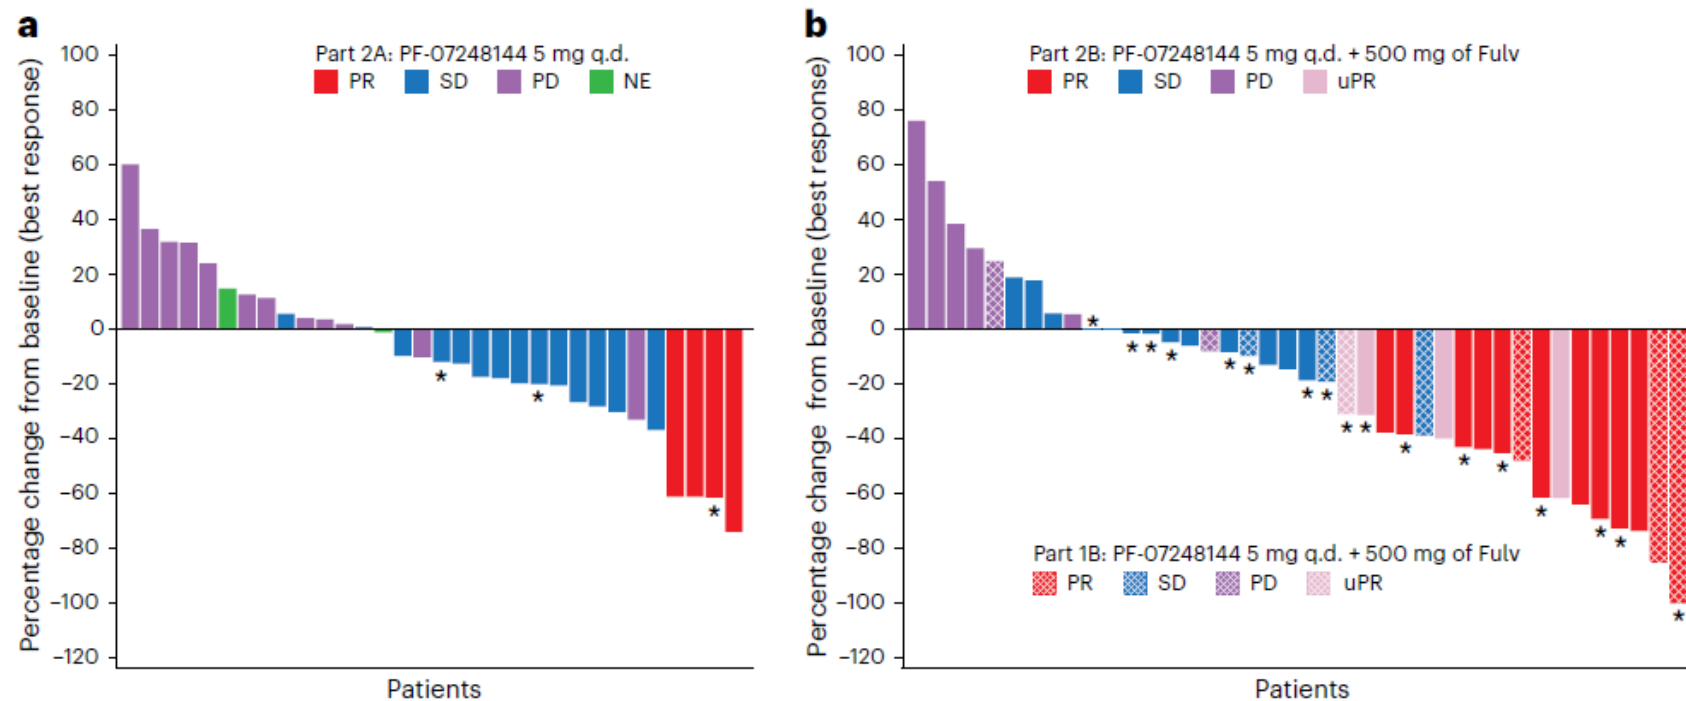 a
Part 2A: PF-07248144 5 mg q.d.
PR SD PD NE
Percentage change from baseline (best response)
100
80
60
40
20
0
–20
–40
–60
–80
–100
–120
* * *
Patients
b
Part 2B: PF-07248144 5 mg q.d. + 500 mg of Fulv
PR SD PD uPR
Percentage change from baseline (best response)
100
80
60
40
20
0
–20
–40
–60
–80
–100
–120
* * * * * * * * * * * * * * * * *
Part 1B: PF-07248144 5 mg q.d. + 500 mg of Fulv
PR SD PD uPR
Patients